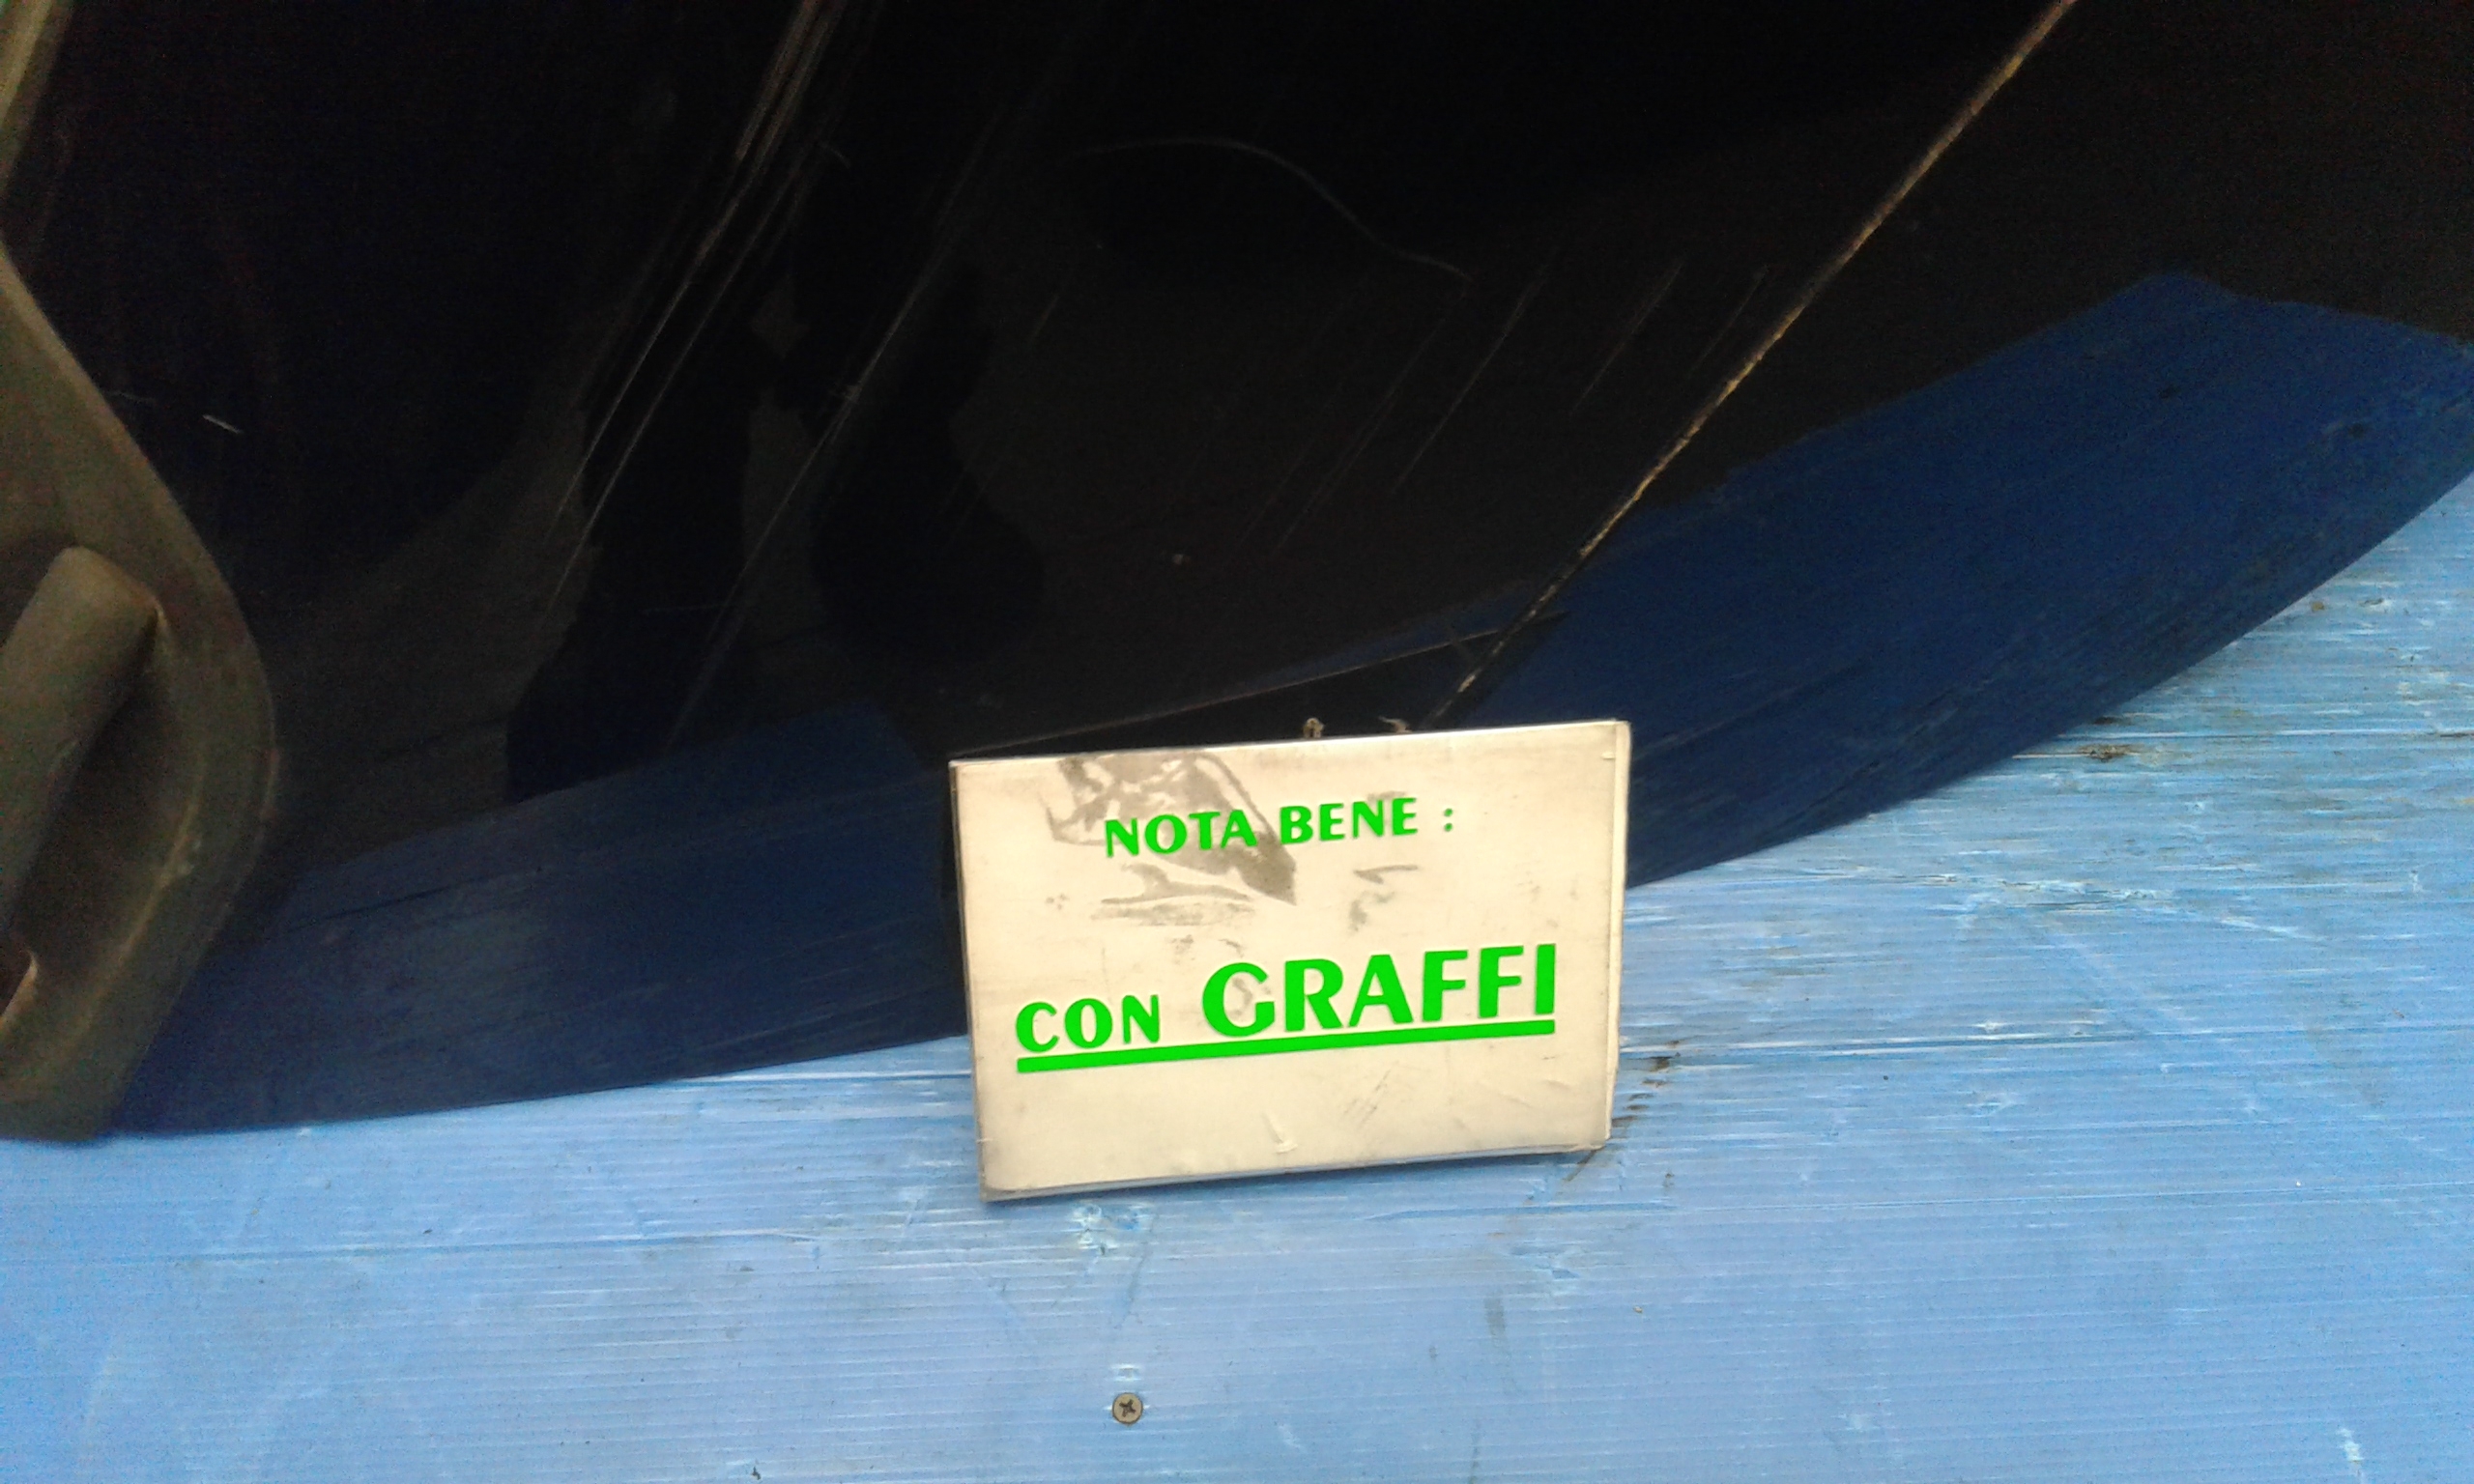 NOTA BENE :
CON GRAFFI